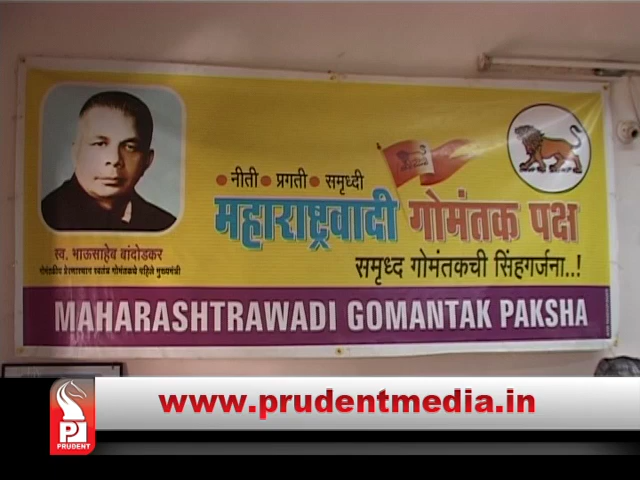 नीती • प्रगती • समृध्दी
महाराष्ट्रवादी गोमंतक पक्ष
समृध्द गोमंतकची सिंहगर्जना..!
स्व. भाऊसाहेब बांदोडकर
MAHARASHTRAWADI GOMANTAK PAKSHA
www.prudentmedia.in
PRUDENT